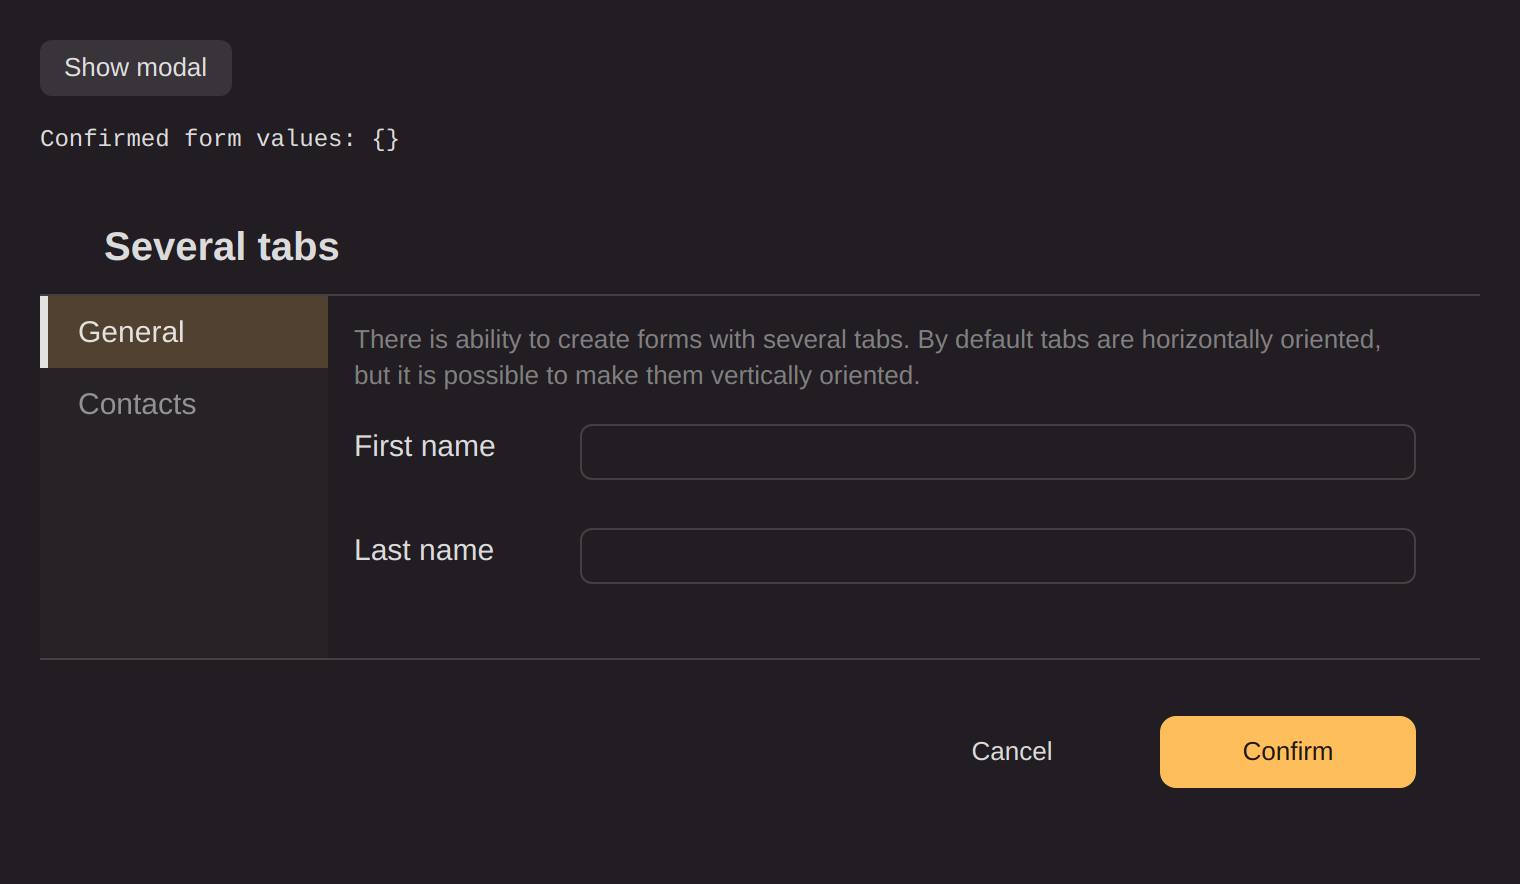 Show modal
Confirmed form values: {}
Several tabs
General
Contacts
There is ability to create forms with several tabs. By default tabs are horizontally oriented,
but it is possible to make them vertically oriented.
First name
Last name
Cancel
Confirm